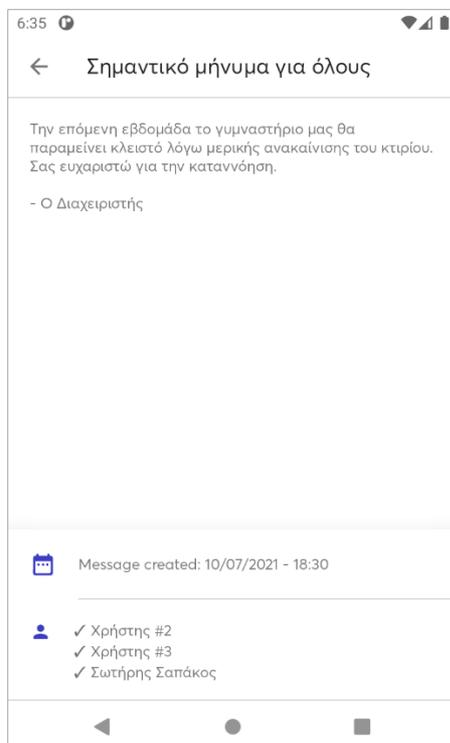 6:35
Σημαντικό μήνυμα για όλους
Την επόμενη εβδομάδα το γυμναστήριο μας θα
παραμείνει κλειστό λόγω μερικής ανακαίνισης του κτιρίου.
Σας ευχαριστώ για την καταννόηση.
- Ο Διαχειριστής
Message created: 10/07/2021 - 18:30
✓ Χρήστης #2
✓ Χρήστης #3
✓ Σωτήρης Σαπάκος